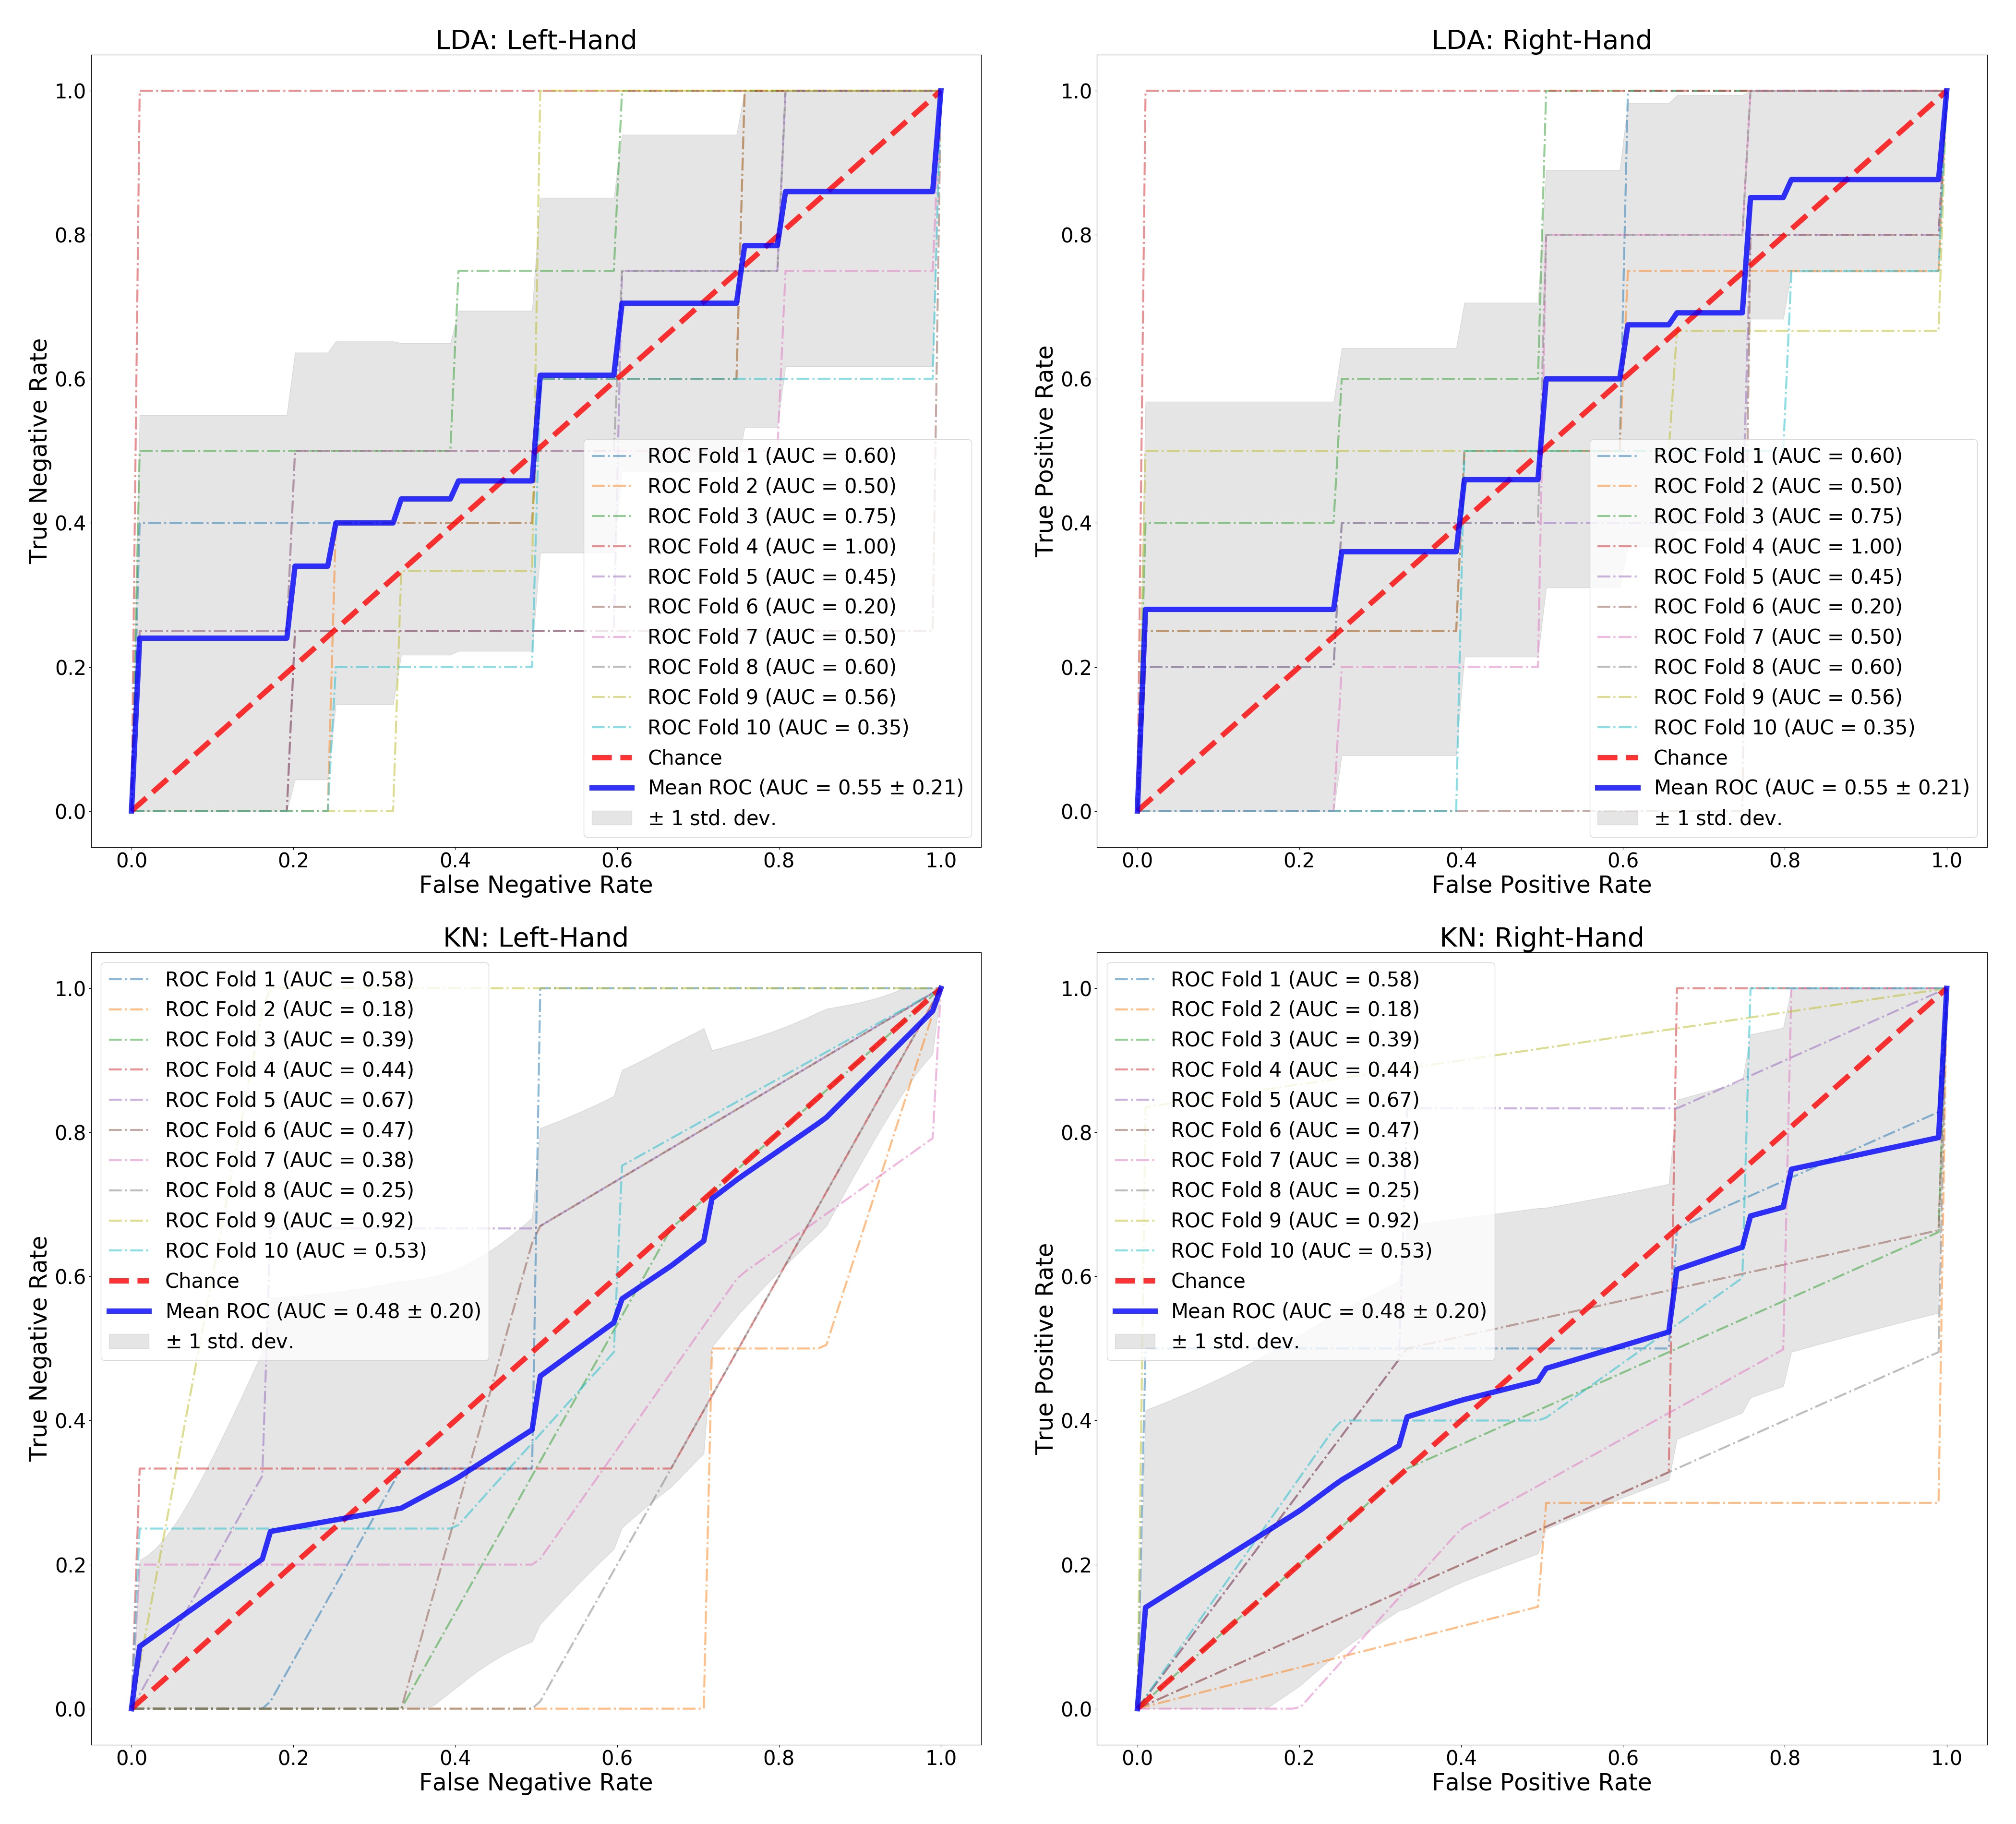 LDA: Left-Hand
True Negative Rate
1.0
0.8
0.6
0.4
0.2
0.0
ROC Fold 1 (AUC = 0.60)
ROC Fold 2 (AUC = 0.50)
ROC Fold 3 (AUC = 0.75)
ROC Fold 4 (AUC = 1.00)
ROC Fold 5 (AUC = 0.45)
ROC Fold 6 (AUC = 0.20)
ROC Fold 7 (AUC = 0.50)
ROC Fold 8 (AUC = 0.60)
ROC Fold 9 (AUC = 0.56)
ROC Fold 10 (AUC = 0.35)
Chance
Mean ROC (AUC = 0.55 ± 0.21)
± 1 std. dev.
0.0 0.2 0.4 0.6 0.8 1.0
False Negative Rate
LDA: Right-Hand
True Positive Rate
1.0
0.8
0.6
0.4
0.2
0.0
ROC Fold 1 (AUC = 0.60)
ROC Fold 2 (AUC = 0.50)
ROC Fold 3 (AUC = 0.75)
ROC Fold 4 (AUC = 1.00)
ROC Fold 5 (AUC = 0.45)
ROC Fold 6 (AUC = 0.20)
ROC Fold 7 (AUC = 0.50)
ROC Fold 8 (AUC = 0.60)
ROC Fold 9 (AUC = 0.56)
ROC Fold 10 (AUC = 0.35)
Chance
Mean ROC (AUC = 0.55 ± 0.21)
± 1 std. dev.
0.0 0.2 0.4 0.6 0.8 1.0
False Positive Rate
KN: Left-Hand
True Negative Rate
1.0
0.8
0.6
0.4
0.2
0.0
ROC Fold 1 (AUC = 0.58)
ROC Fold 2 (AUC = 0.18)
ROC Fold 3 (AUC = 0.39)
ROC Fold 4 (AUC = 0.44)
ROC Fold 5 (AUC = 0.67)
ROC Fold 6 (AUC = 0.47)
ROC Fold 7 (AUC = 0.38)
ROC Fold 8 (AUC = 0.25)
ROC Fold 9 (AUC = 0.92)
ROC Fold 10 (AUC = 0.53)
Chance
Mean ROC (AUC = 0.48 ± 0.20)
± 1 std. dev.
0.0 0.2 0.4 0.6 0.8 1.0
False Negative Rate
KN: Right-Hand
True Positive Rate
1.0
0.8
0.6
0.4
0.2
0.0
ROC Fold 1 (AUC = 0.58)
ROC Fold 2 (AUC = 0.18)
ROC Fold 3 (AUC = 0.39)
ROC Fold 4 (AUC = 0.44)
ROC Fold 5 (AUC = 0.67)
ROC Fold 6 (AUC = 0.47)
ROC Fold 7 (AUC = 0.38)
ROC Fold 8 (AUC = 0.25)
ROC Fold 9 (AUC = 0.92)
ROC Fold 10 (AUC = 0.53)
Chance
Mean ROC (AUC = 0.48 ± 0.20)
± 1 std. dev.
0.0 0.2 0.4 0.6 0.8 1.0
False Positive Rate